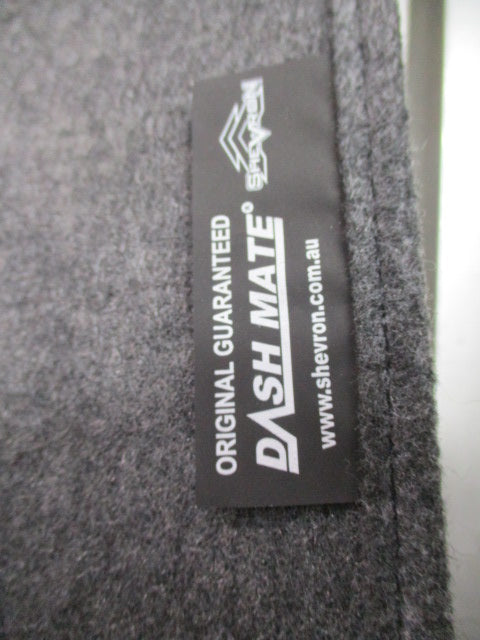 ORIGINAL GUARANTEED
DASH MATE®
www.shevron.com.au
SHEVRON